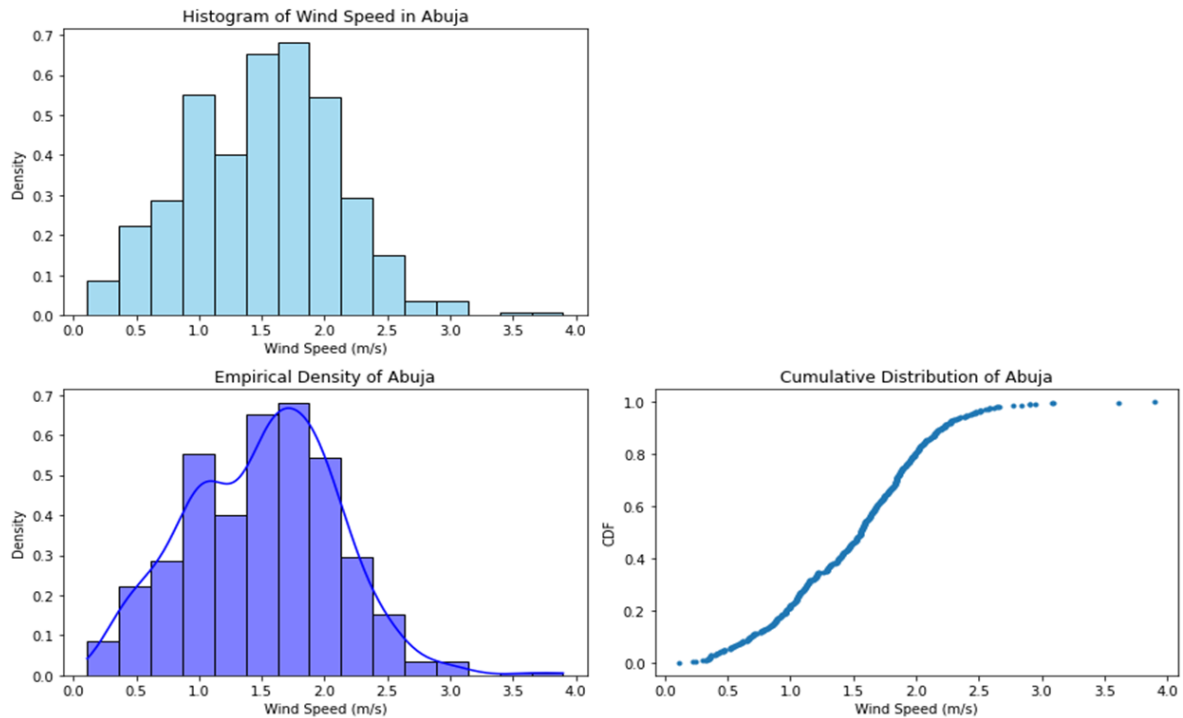 Histogram of Wind Speed in Abuja
0.7
0.6
0.5
0.4
0.3
0.2
0.1
0.0
Density
0.0 0.5 1.0 1.5 2.0 2.5 3.0 3.5 4.0
Wind Speed (m/s)
Empirical Density of Abuja
0.7
0.6
0.5
0.4
0.3
0.2
0.1
0.0
Density
0.0 0.5 1.0 1.5 2.0 2.5 3.0 3.5 4.0
Wind Speed (m/s)
Cumulative Distribution of Abuja
1.0
0.8
0.6
0.4
0.2
0.0
CDF
0.0 0.5 1.0 1.5 2.0 2.5 3.0 3.5 4.0
Wind Speed (m/s)